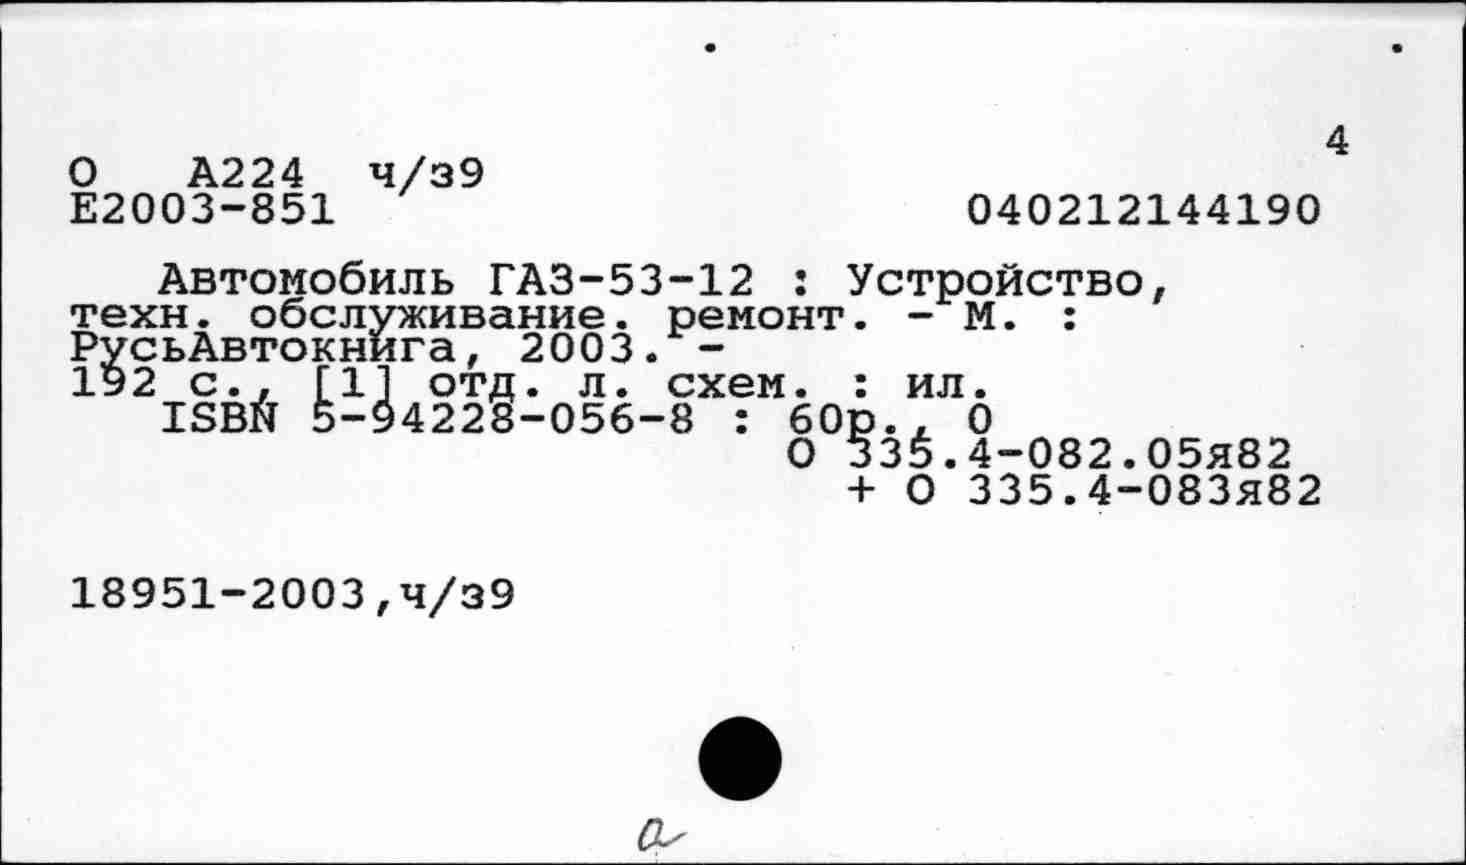 4
О А224 ч/з9
Е2003-851 040212144190
Автомобиль ГАЗ-53-12 : Устройство,
техн. обслуживание. ремонт. - М. :
РусьАвтокнига, 2003. -
192 с., [1] отд. л. схем. : ил.
ISBN 5-94228-056-8 : 60р., 0
О 335.4-082.05я82
+ О 335.4-083я82
18951-2003,ч/з9
а